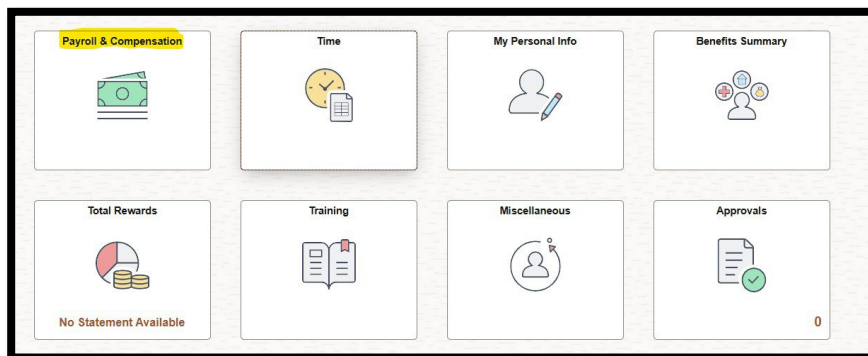 Payroll & Compensation
Time
My Personal Info
Benefits Summary
Total Rewards
Training
Miscellaneous
Approvals
No Statement Available
0